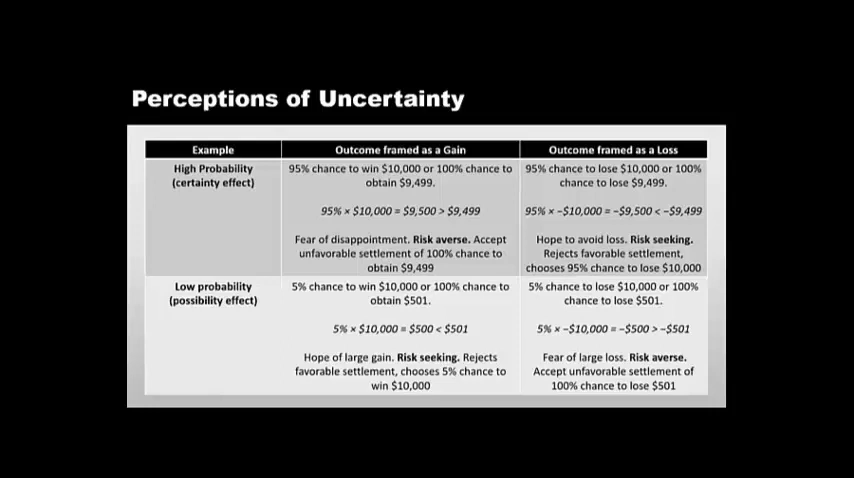 Perceptions of Uncertainty
Example
Outcome framed as a Gain
Outcome framed as a Loss
High Probability
(certainty effect)
95% chance to win $10,000 or 100% chance to
obtain $9,499.
95% × $10,000 = $9,500 > $9,499
Fear of disappointment. Risk averse. Accept
unfavorable settlement of 100% chance to
obtain $9,499
95% chance to lose $10,000 or 100%
chance to lose $9,499.
95% × −$10,000 = −$9,500 < −$9,499
Hope to avoid loss. Risk seeking.
Rejects favorable settlement,
chooses 95% chance to lose $10,000
Low probability
(possibility effect)
5% chance to win $10,000 or 100% chance to
obtain $501.
5% × $10,000 = $500 < $501
Hope of large gain. Risk seeking. Rejects
favorable settlement, chooses 5% chance to
win $10,000
5% chance to lose $10,000 or 100%
chance to lose $501.
5% × −$10,000 = −$500 > −$501
Fear of large loss. Risk averse.
Accept unfavorable settlement of
100% chance to lose $501